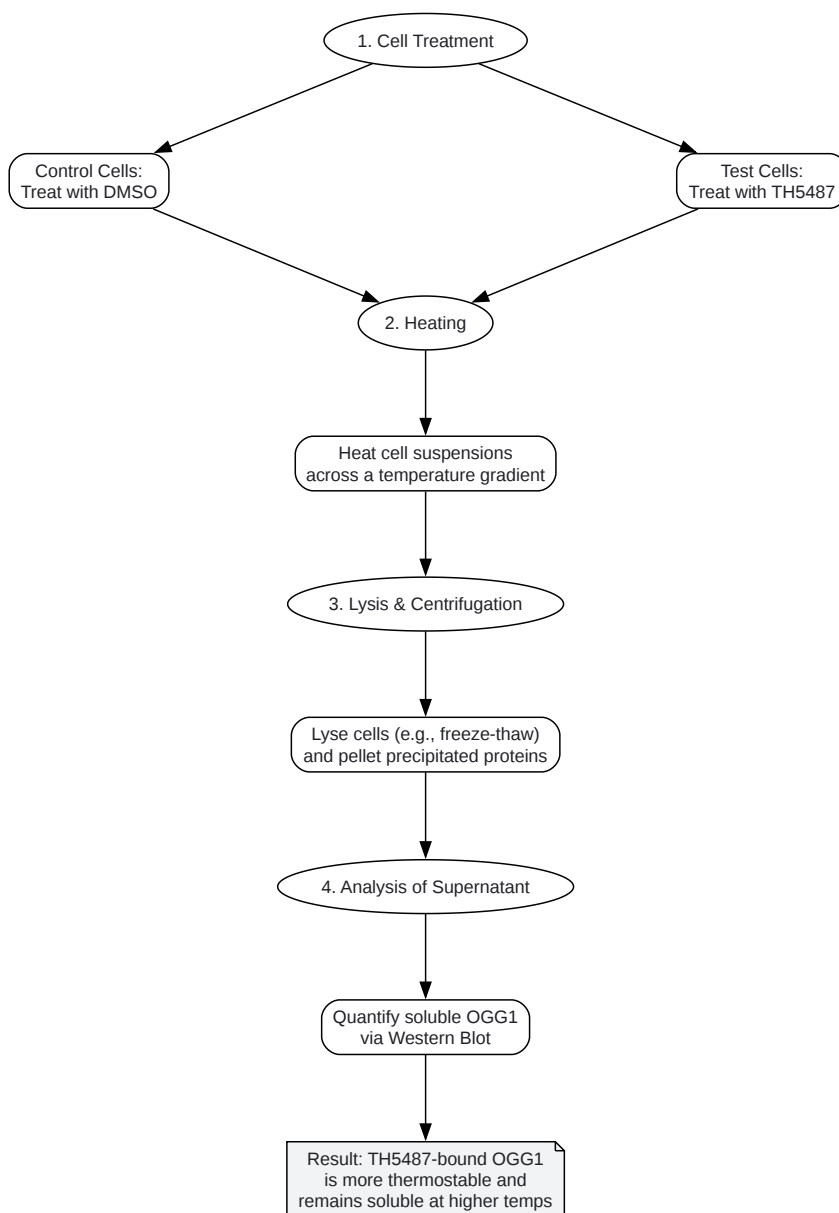 1. Cell Treatment
Control Cells:
Treat with DMSO
Test Cells:
Treat with TH5487
2. Heating
Heat cell suspensions
across a temperature gradient
3. Lysis & Centrifugation
Lyse cells (e.g., freeze-thaw)
and pellet precipitated proteins
4. Analysis of Supernatant
Quantify soluble OGG1
via Western Blot
Result: TH5487-bound OGG1
is more thermostable and
remains soluble at higher temps